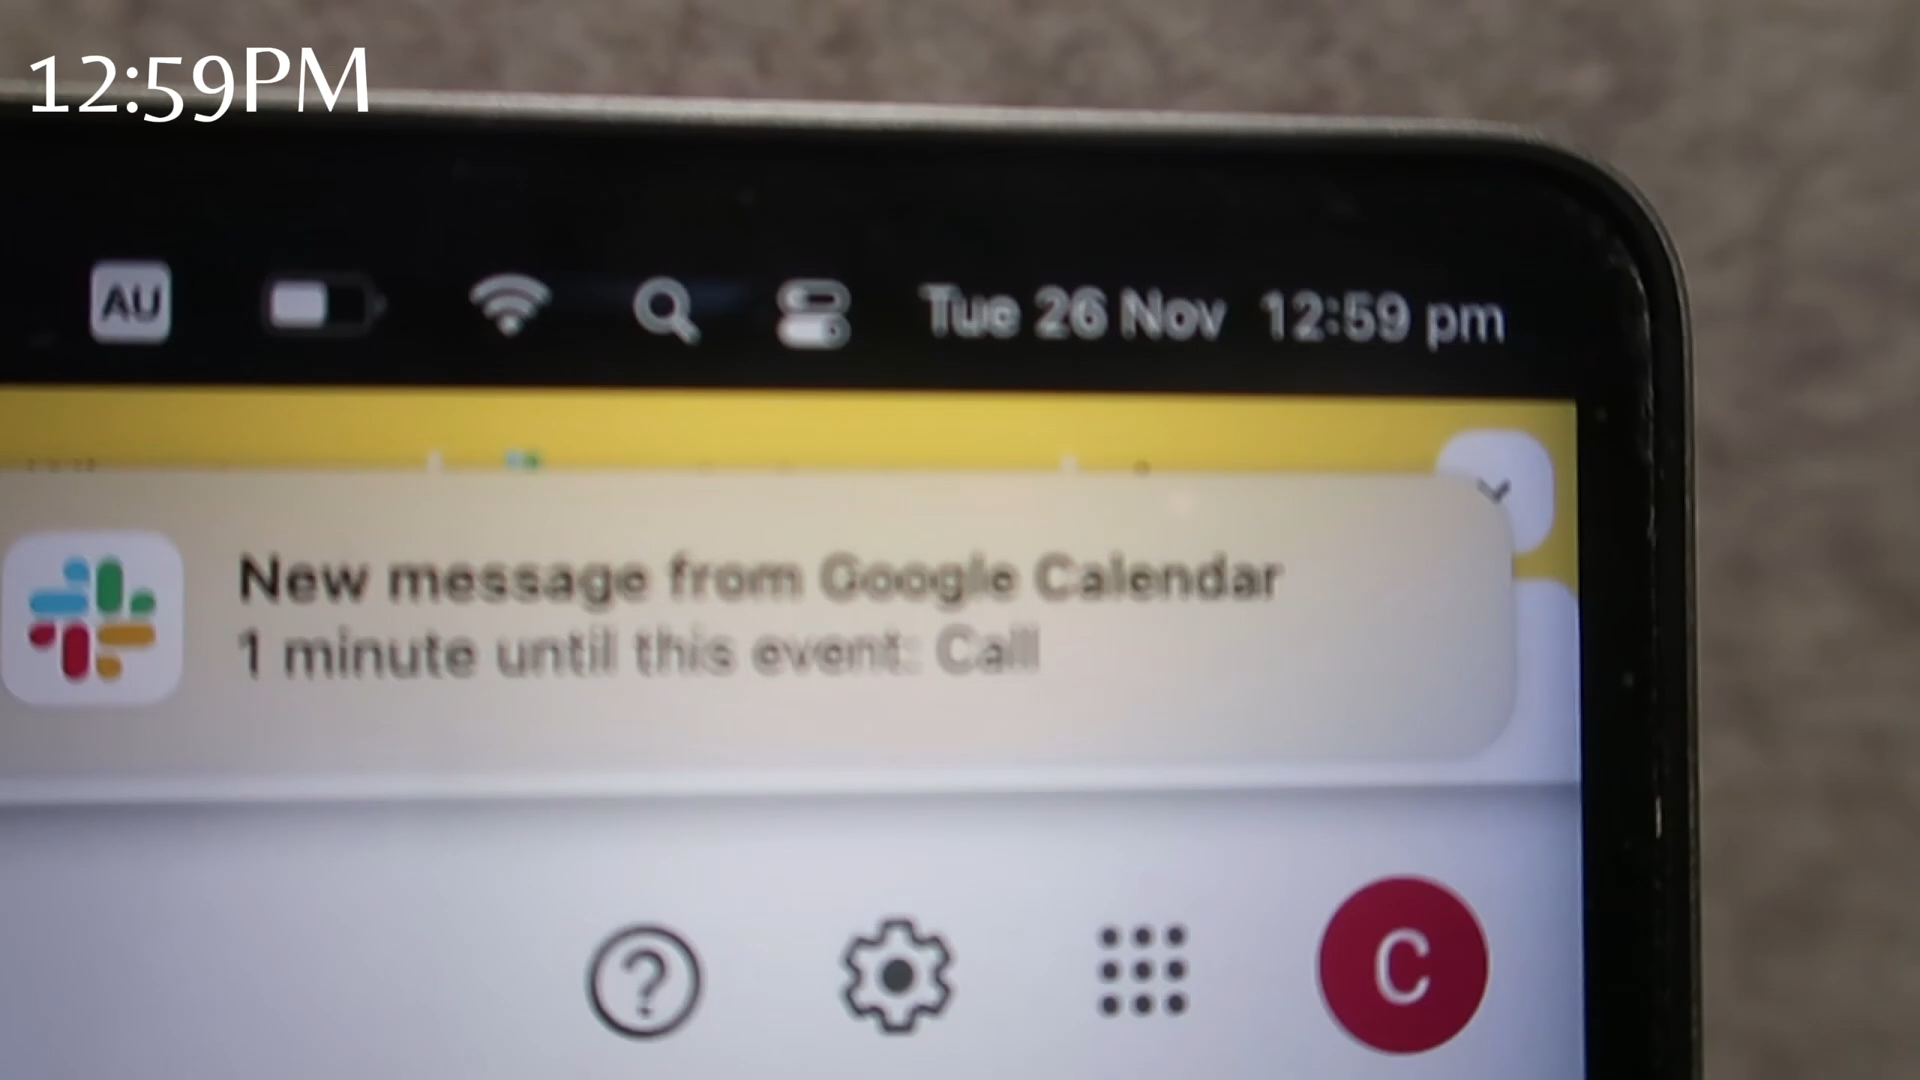 12:59PM
AU Tue 26 Nov 12:59 pm
New message from Google Calendar
1 minute until this event: Call
?
C